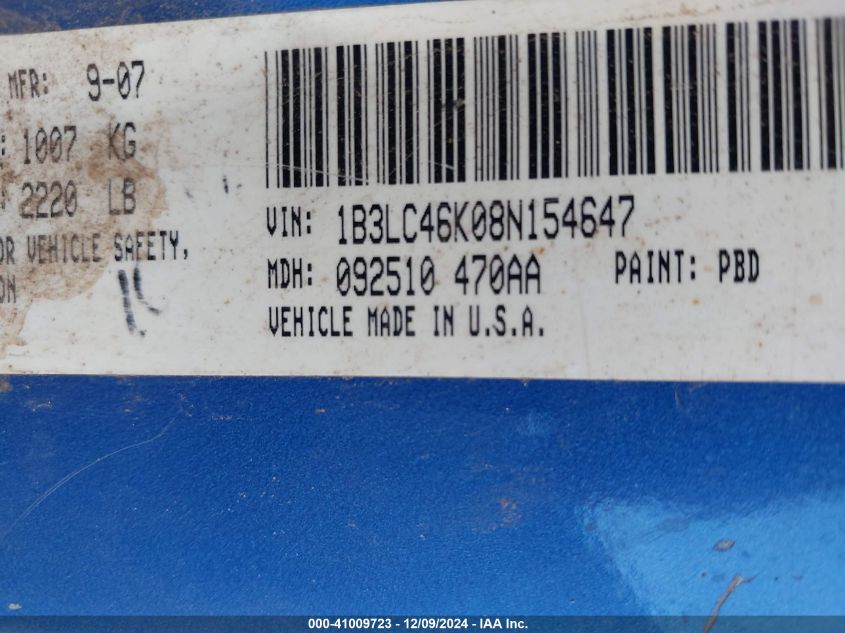 MFR: 9-07
: 1007 KG
: 2220 LB
OR VEHICLE SAFETY,
ON
VIN: 1B3LC46K08N154647
MDH: 092510 470AA PAINT: PBD
VEHICLE MADE IN U.S.A.
000-41009723 - 12/09/2024 - IAA Inc.